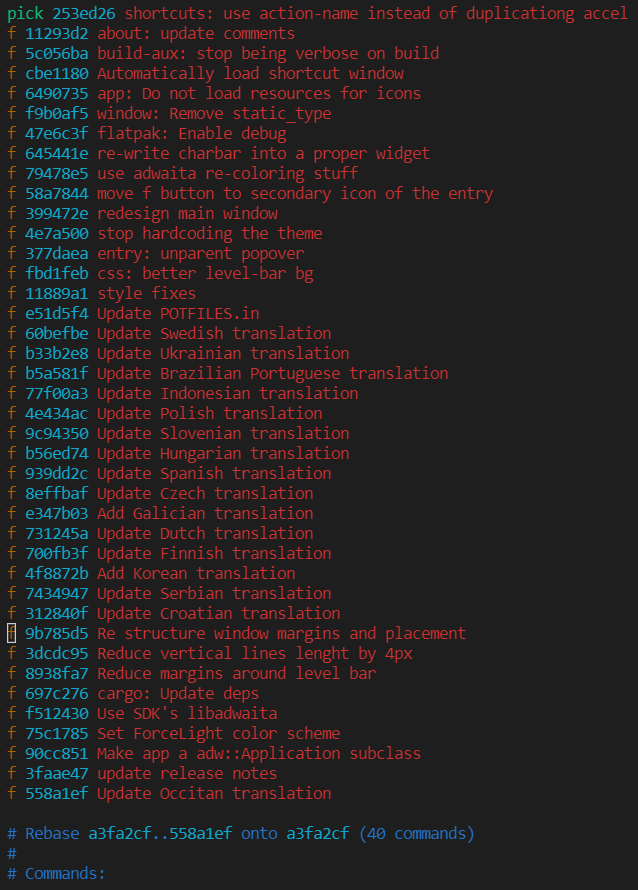 pick 253ed26 shortcuts: use action-name instead of duplicationg accel
f 11293d2 about: update comments
f 5c056ba build-aux: stop being verbose on build
f cbe1180 Automatically load shortcut window
f 6490735 app: Do not load resources for icons
f f9b0af5 window: Remove static_type
f 47e6c3f flatpak: Enable debug
f 645441e re-write charbar into a proper widget
f 79478e5 use adwaita re-coloring stuff
f 58a7844 move f button to secondary icon of the entry
f 399472e redesign main window
f 4e7a500 stop hardcoding the theme
f 377daea entry: unparent popover
f fbd1feb css: better level-bar bg
f 11889a1 style fixes
f e51d5f4 Update POTFILES.in
f 60befbe Update Swedish translation
f b33b2e8 Update Ukrainian translation
f b5a581f Update Brazilian Portuguese translation
f 77f00a3 Update Indonesian translation
f 4e434ac Update Polish translation
f 9c94350 Update Slovenian translation
f b56ed74 Update Hungarian translation
f 939dd2c Update Spanish translation
f 8effbaf Update Czech translation
f e347b03 Add Galician translation
f 731245a Update Dutch translation
f 700fb3f Update Finnish translation
f 4f8872b Add Korean translation
f 7434947 Update Serbian translation
f 312840f Update Croatian translation
f 9b785d5 Re structure window margins and placement
f 3dcdc95 Reduce vertical lines lenght by 4px
f 8938fa7 Reduce margins around level bar
f 697c276 cargo: Update deps
f f512430 Use SDK's libadwaita
f 75c1785 Set ForceLight color scheme
f 90cc851 Make app a adw::Application subclass
f 3faae47 update release notes
f 558a1ef Update Occitan translation
# Rebase a3fa2cf..558a1ef onto a3fa2cf (40 commands)
#
# Commands: